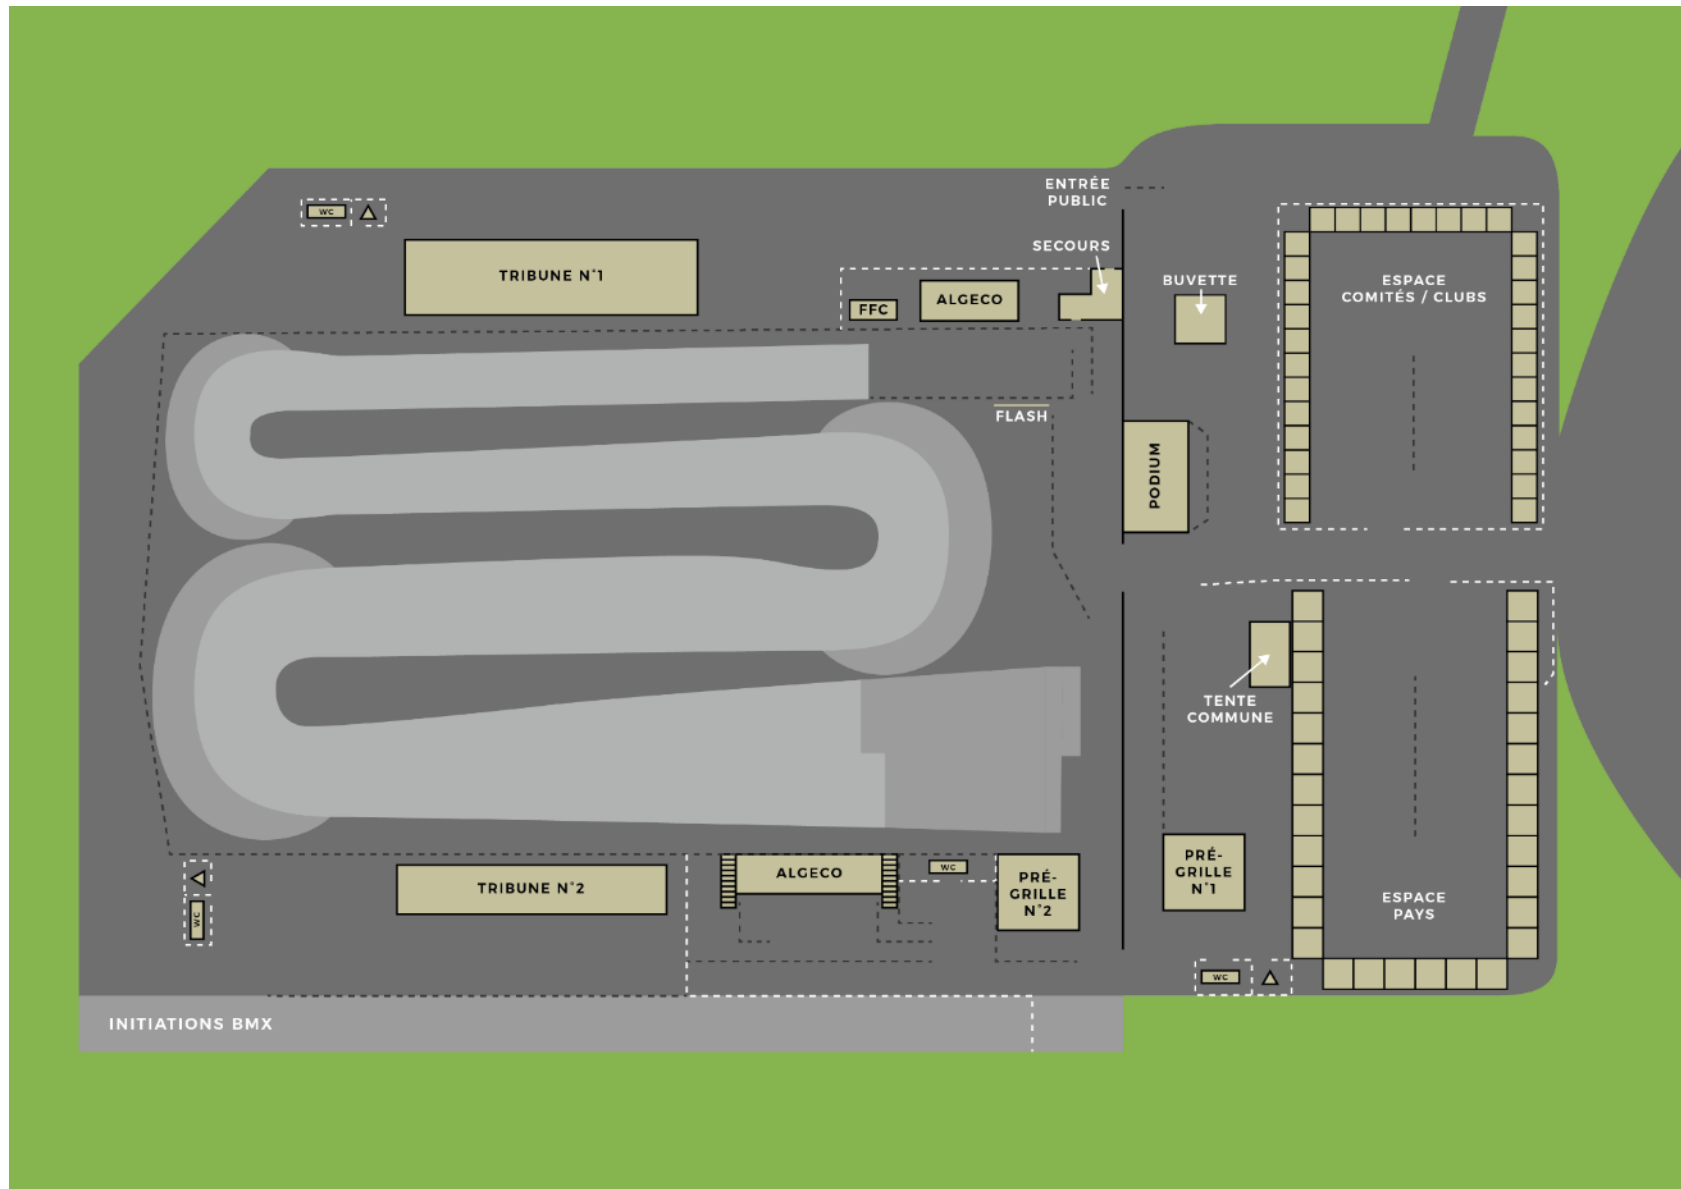 ENTRÉE
PUBLIC
WC
SECOURS
TRIBUNE N°1
BUVETTE
ESPACE
COMITÉS / CLUBS
ALGECO
FFC
FLASH
PODIUM
TENTE
COMMUNE
PRÉ-
GRILLE
N°1
ALGECO
WC
PRÉ-
GRILLE
N°2
TRIBUNE N°2
ESPACE
PAYS
WC
WC
INITIATIONS BMX